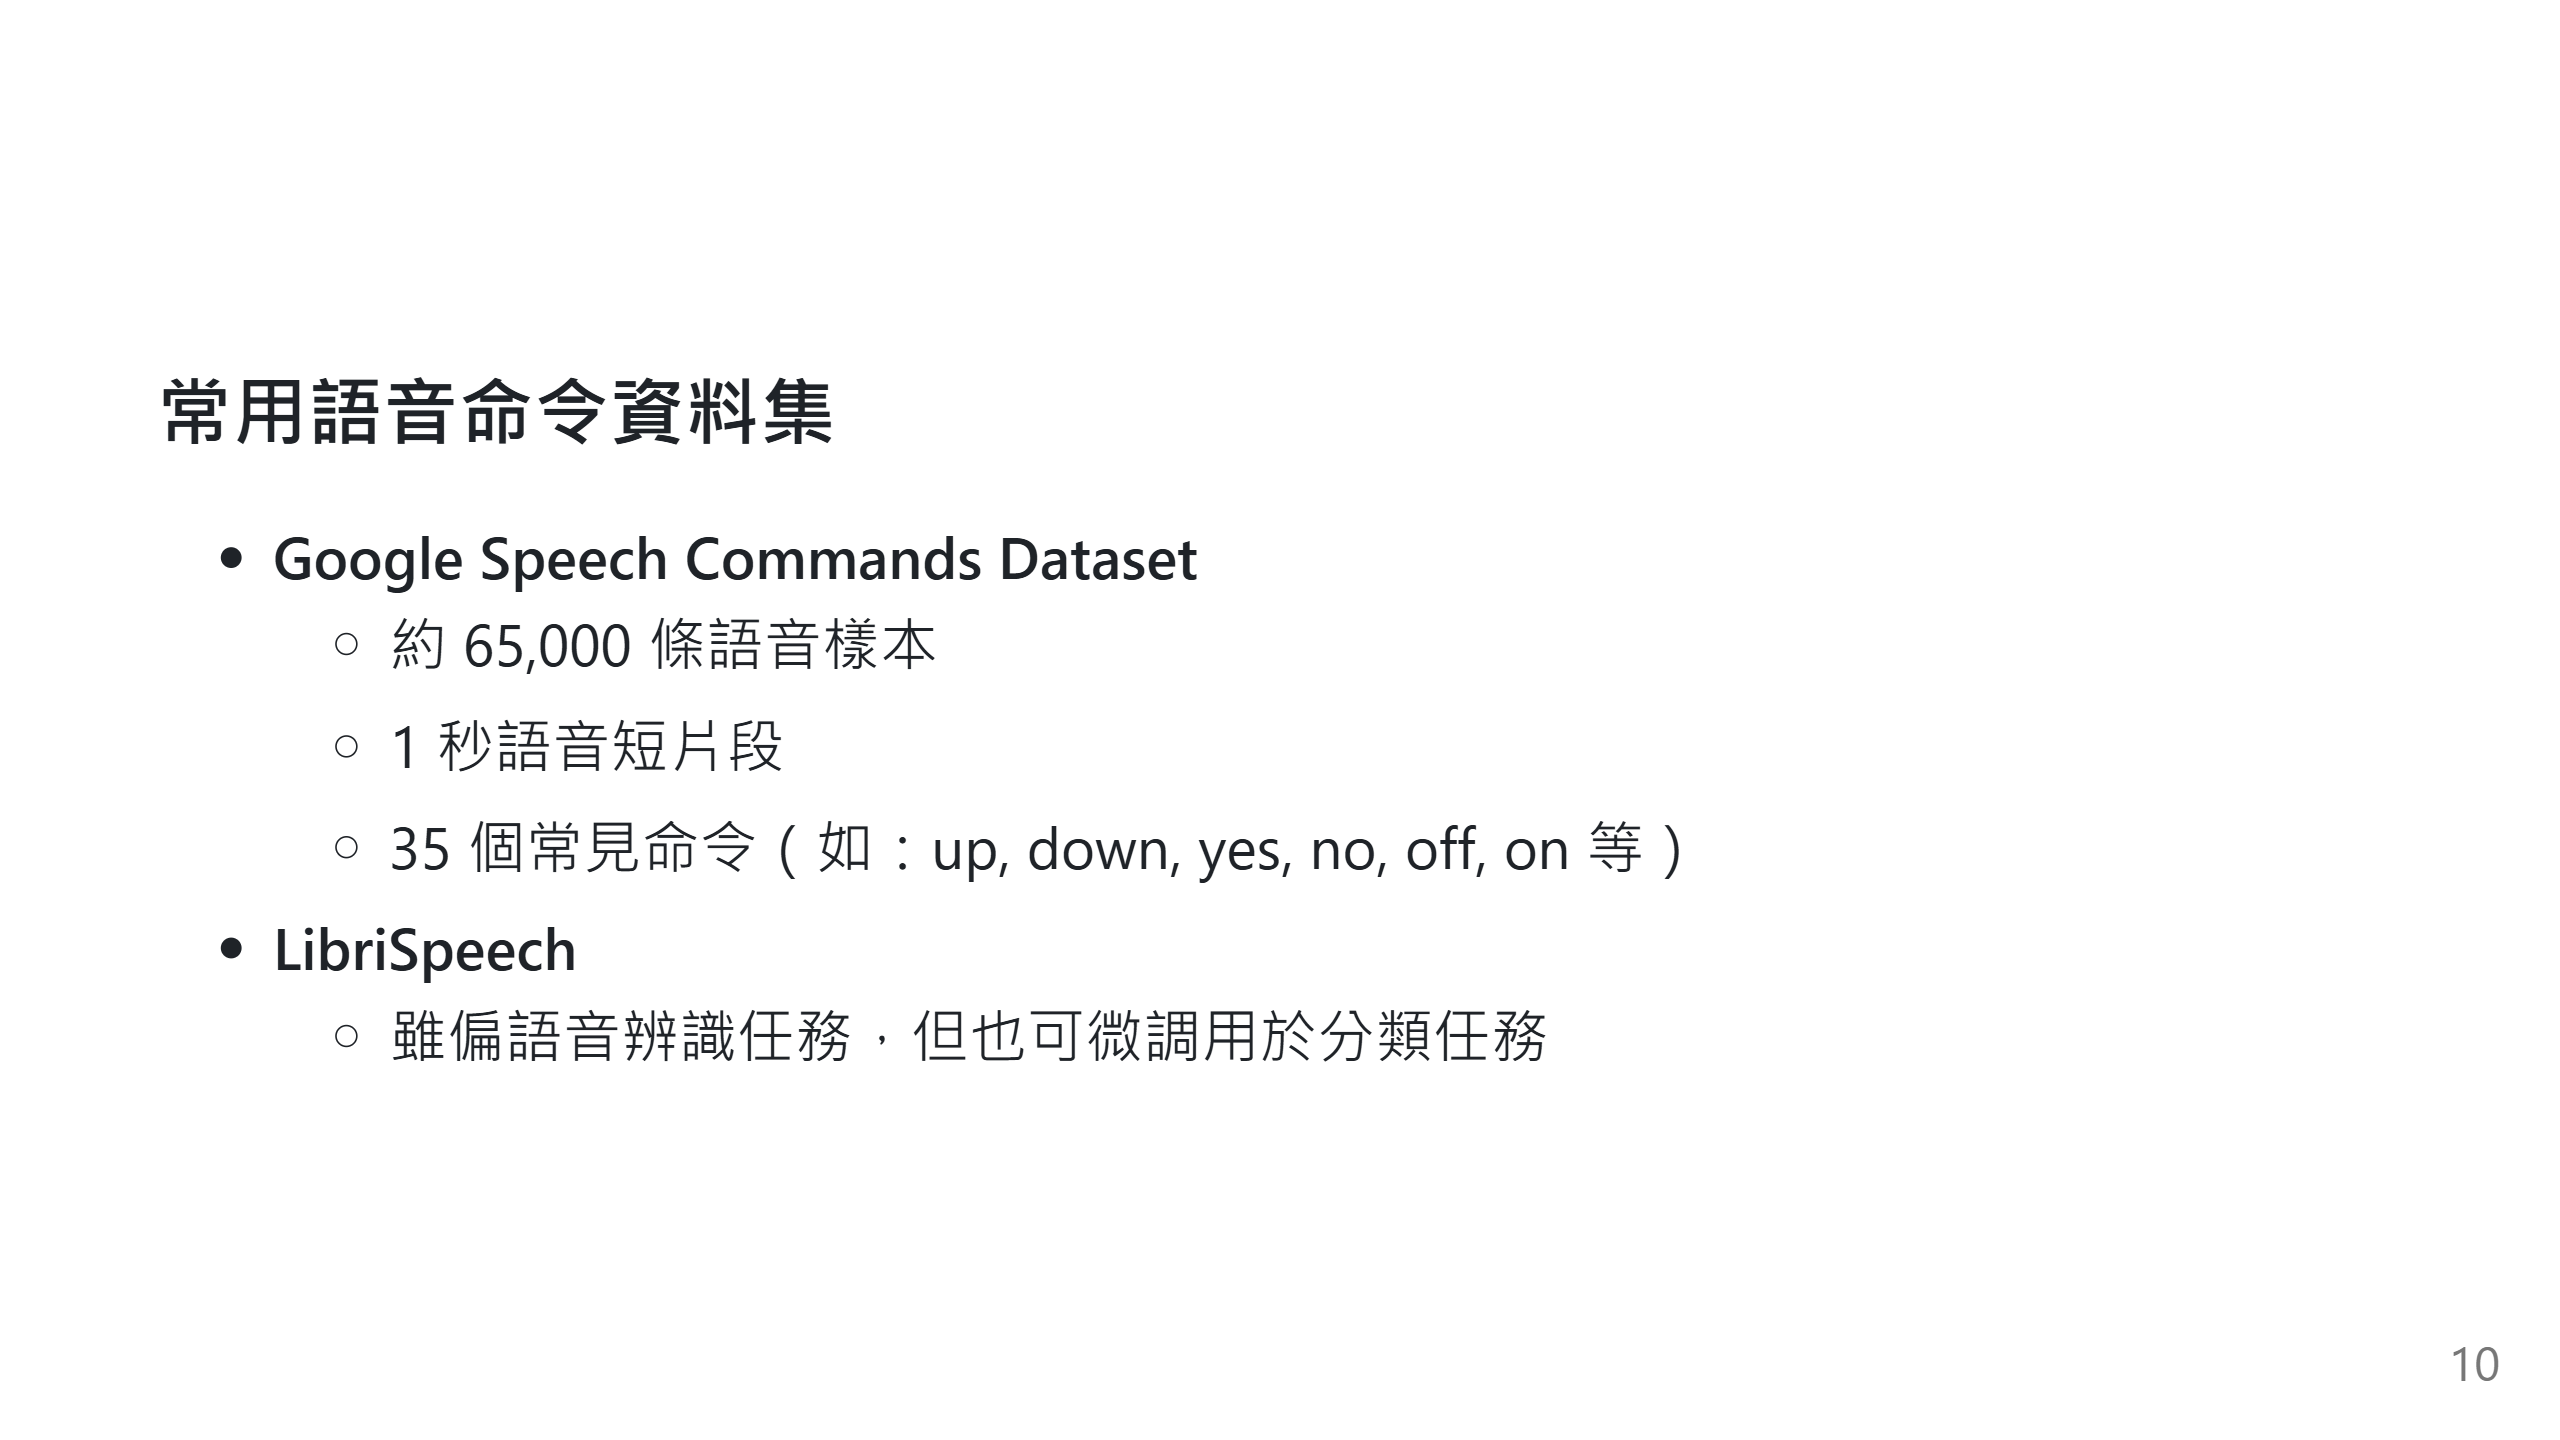 常用語音命令資料集
• Google Speech Commands Dataset
○ 約 65,000 條語音樣本
○ 1 秒語音短片段
○ 35 個常見命令（如：up, down, yes, no, off, on 等）
• LibriSpeech
○ 雖偏語音辨識任務，但也可微調用於分類任務
10